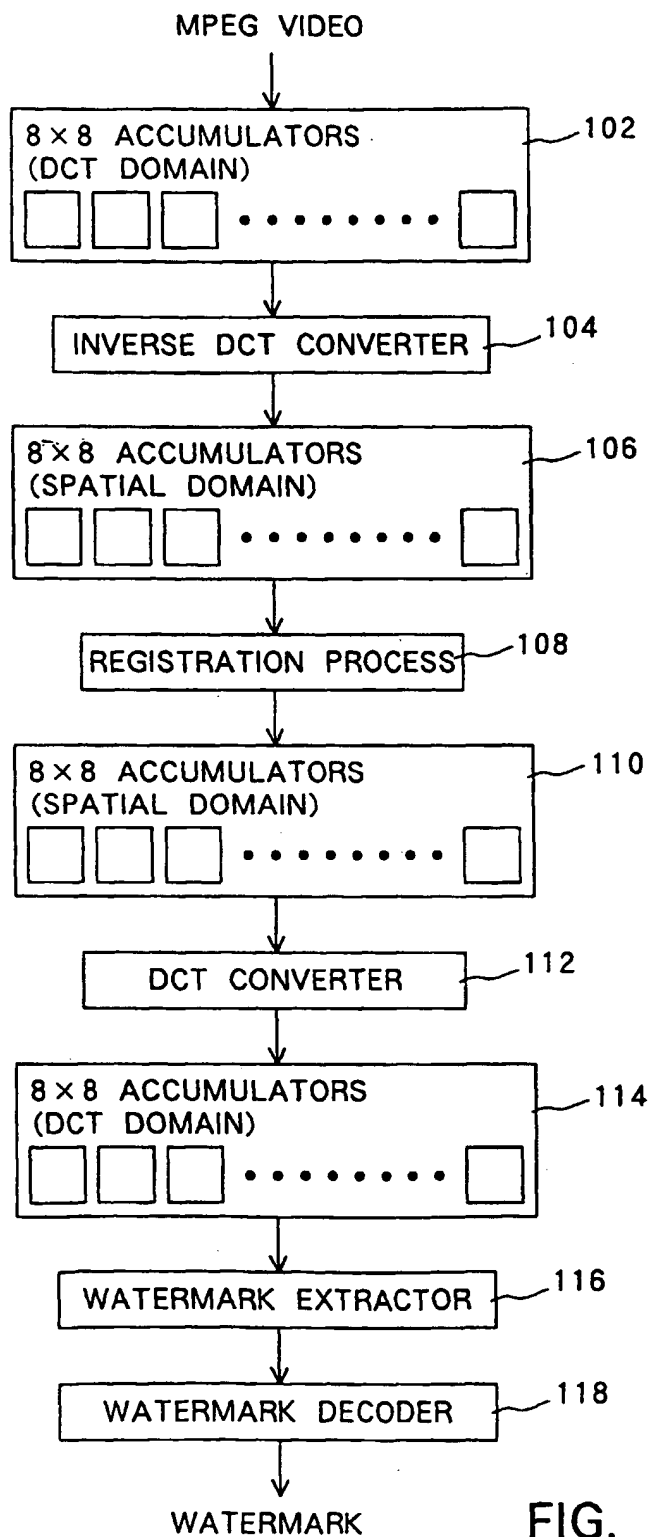 MPEG VIDEO
8×8 ACCUMULATORS
(DCT DOMAIN)
102
INVERSE DCT CONVERTER
104
8×8 ACCUMULATORS
(SPATIAL DOMAIN)
106
REGISTRATION PROCESS
108
8×8 ACCUMULATORS
(SPATIAL DOMAIN)
110
DCT CONVERTER
112
8×8 ACCUMULATORS
(DCT DOMAIN)
114
WATERMARK EXTRACTOR
116
WATERMARK DECODER
118
WATERMARK
FIG.